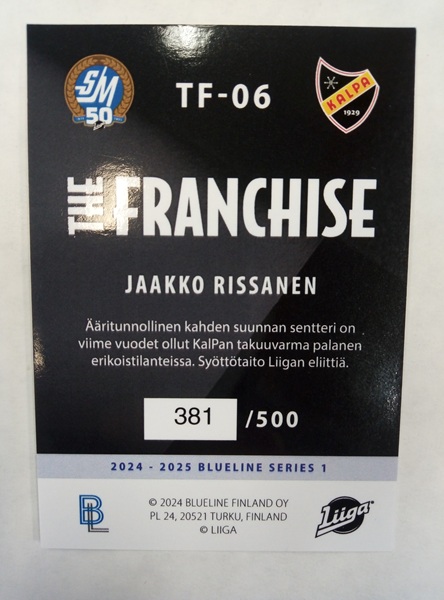 SM
50
TF-06
KALPA
1929
THE FRANCHISE
JAAKKO RISSANEN
Ääritunnollinen kahden suunnan sentteri on
viime vuodet ollut KalPan takuuvarma palanen
erikoistilanteissa. Syöttötaito Liigan eliittiä.
381 /500
2024 - 2025 BLUELINE SERIES 1
BL
© 2024 BLUELINE FINLAND OY
PL 24, 20521 TURKU, FINLAND
© LIIGA
Liiga